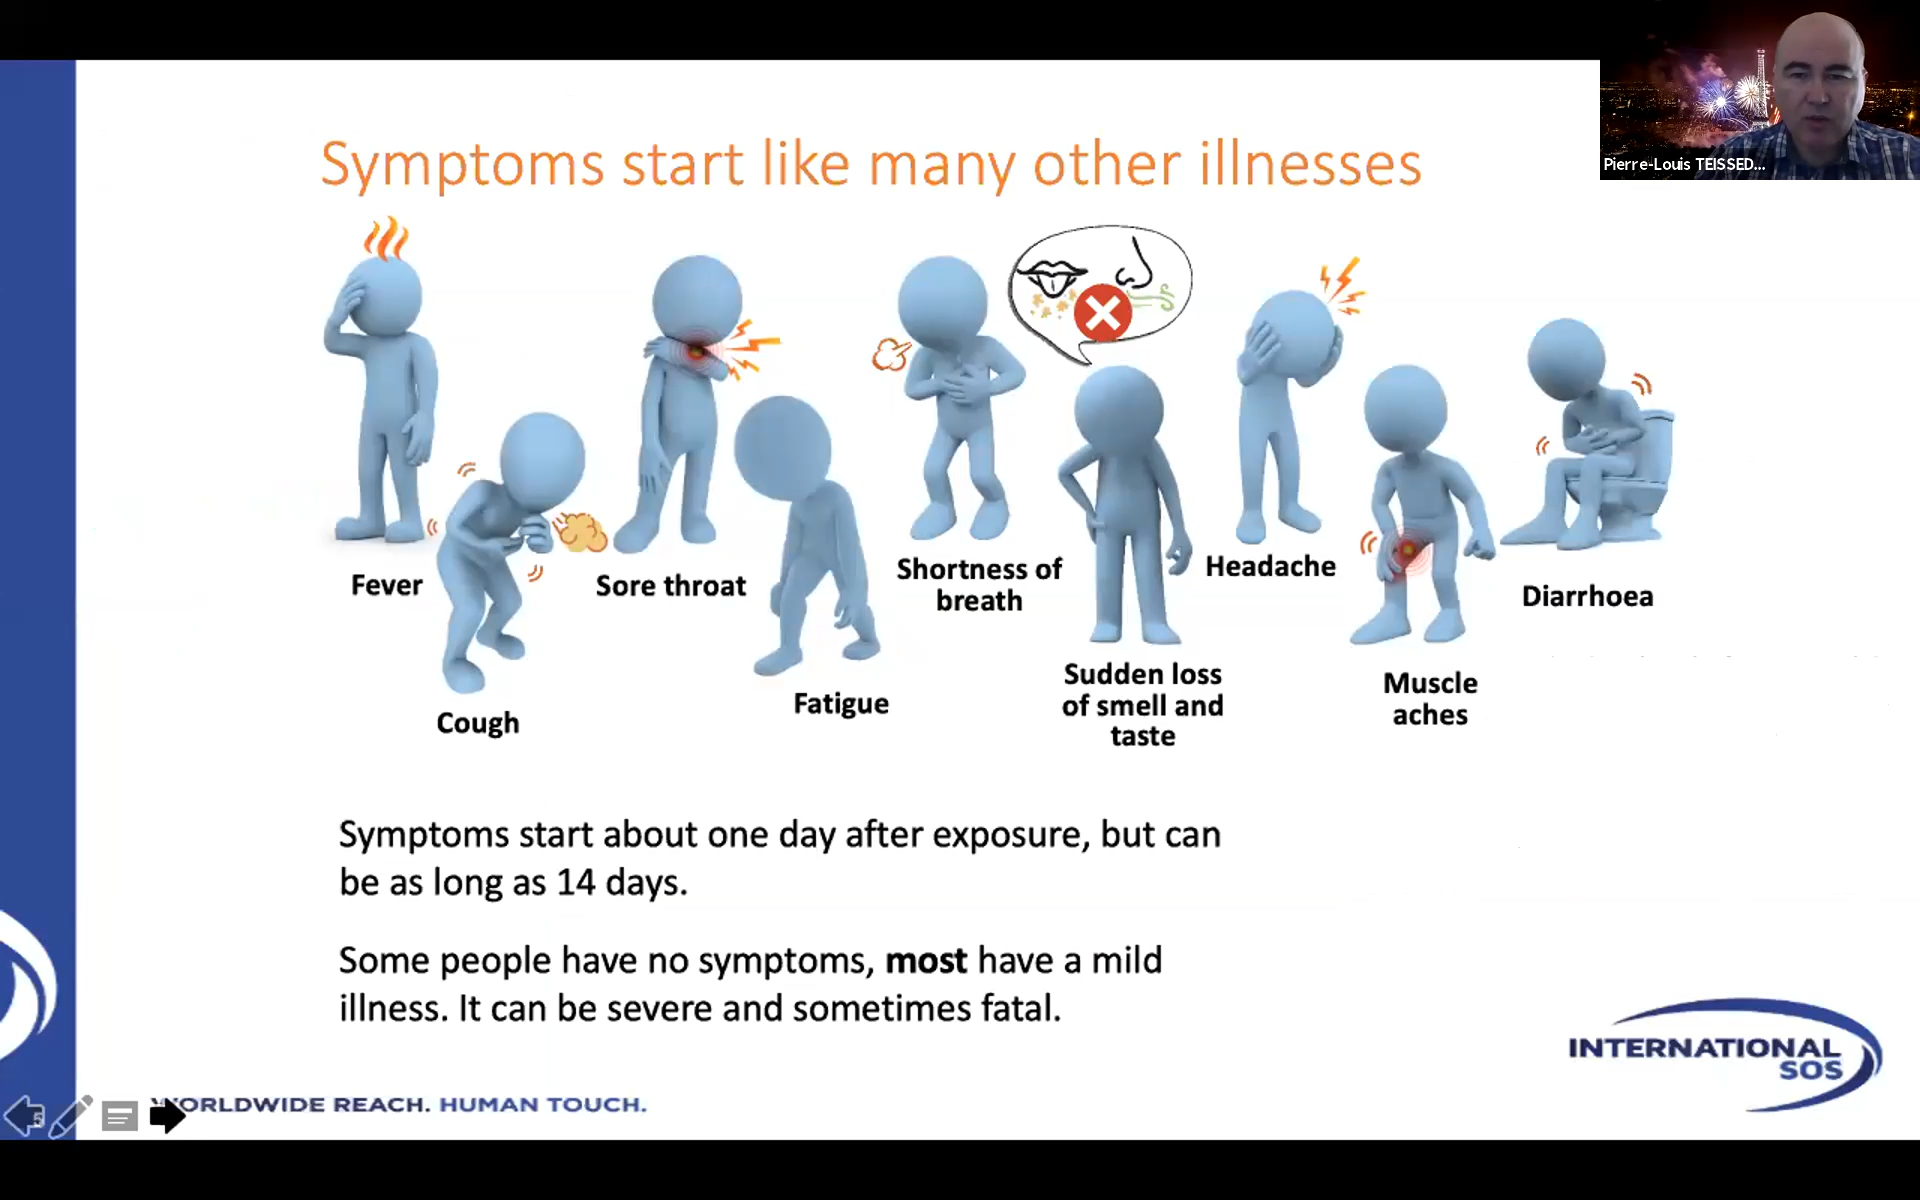 Symptoms start like many other illnesses
Pierre-Louis TEISSED...
Fever
Cough
Sore throat
Fatigue
Shortness of
breath
Sudden loss
of smell and
taste
Headache
Muscle
aches
Diarrhoea
Symptoms start about one day after exposure, but can
be as long as 14 days.
Some people have no symptoms, most have a mild
illness. It can be severe and sometimes fatal.
INTERNATIONAL
SOS
WORLDWIDE REACH. HUMAN TOUCH.